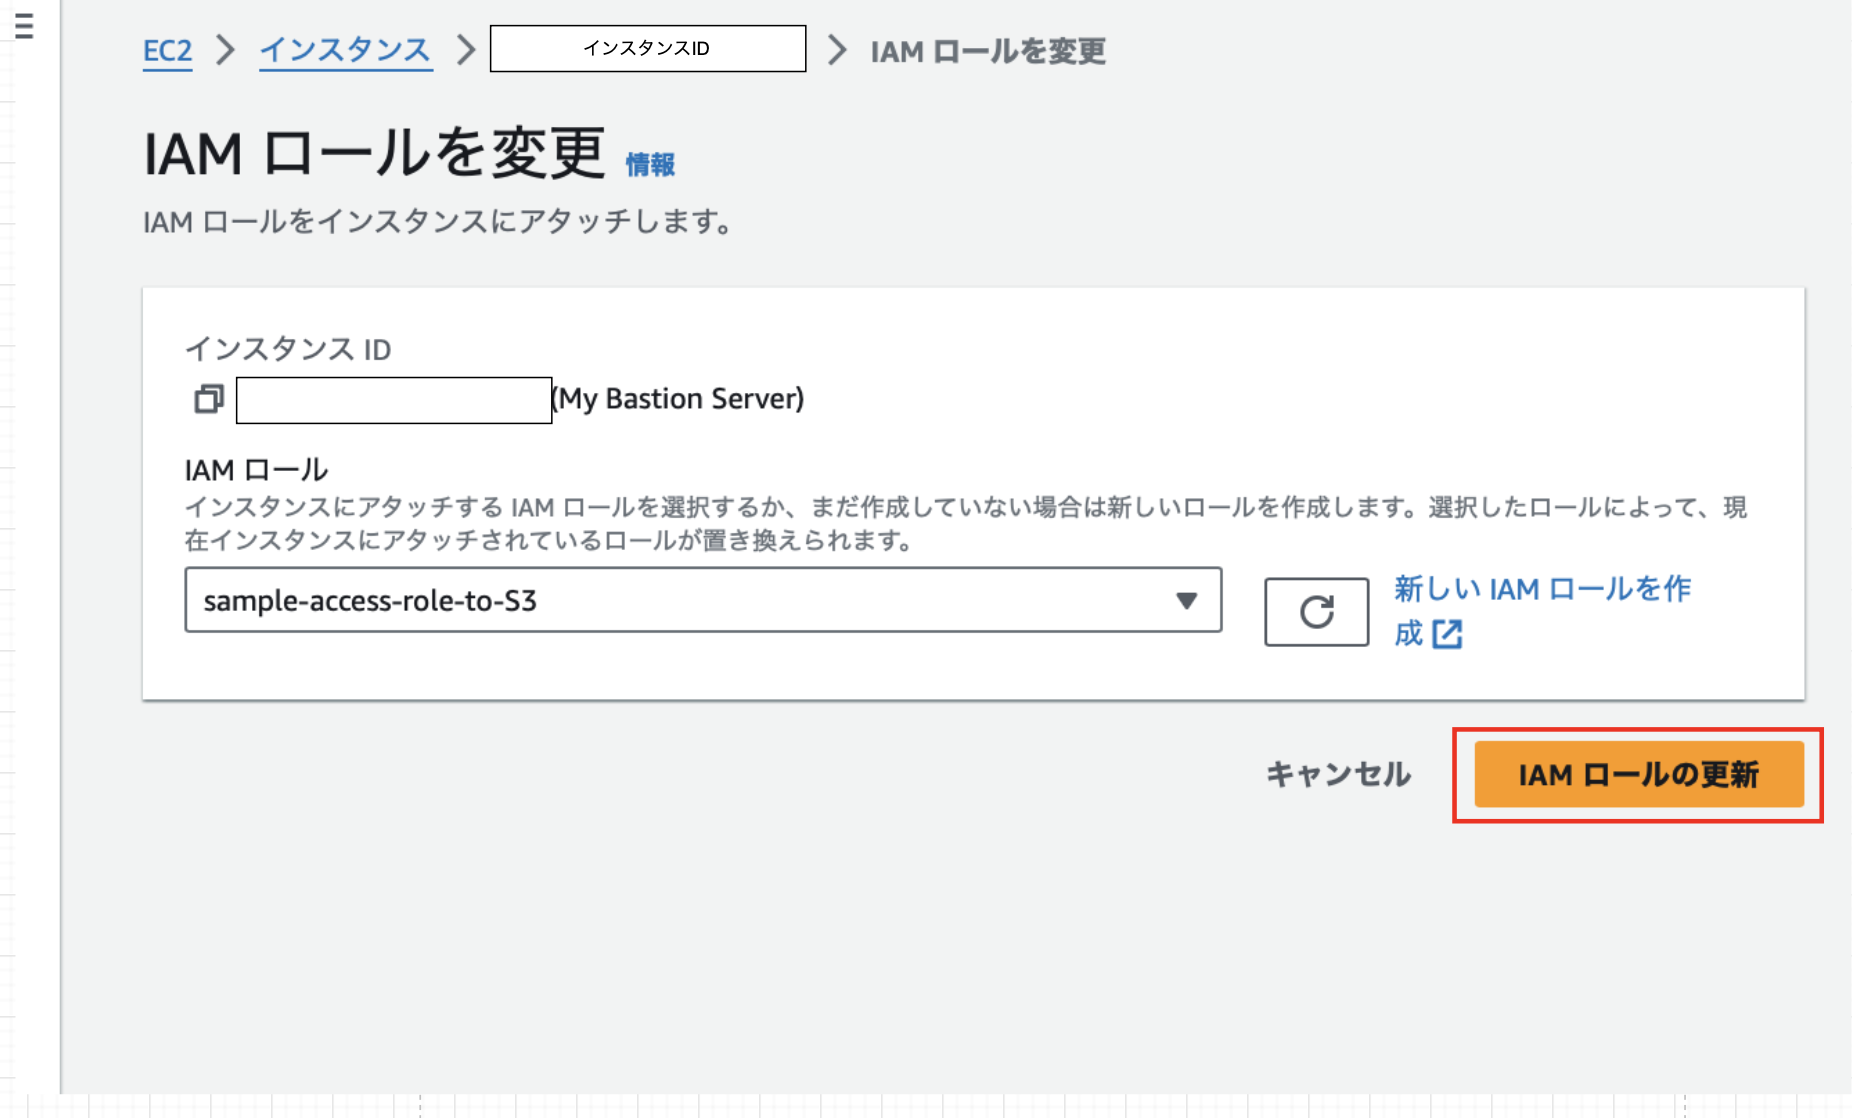 EC2 > インスタンス > インスタンスID > IAM ロールを変更
IAM ロールを変更 情報
IAM ロールをインスタンスにアタッチします。
インスタンス ID
(My Bastion Server)
IAM ロール
インスタンスにアタッチする IAM ロールを選択するか、まだ作成していない場合は新しいロールを作成します。選択したロールによって、現
在インスタンスにアタッチされているロールが置き換えられます。
sample-access-role-to-S3
新しい IAM ロールを作
成
キャンセル
IAM ロールの更新